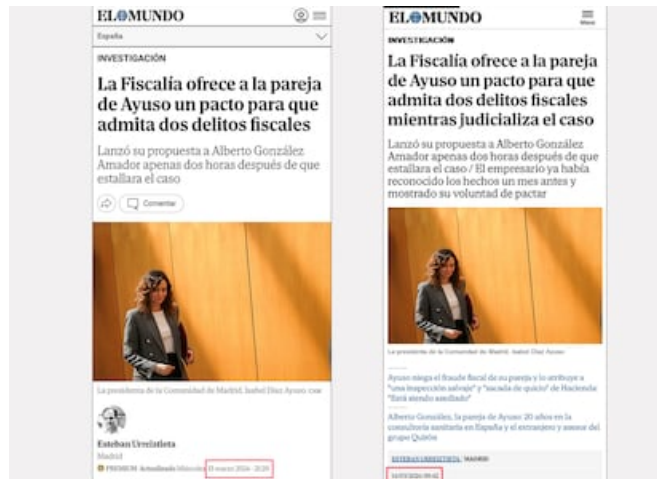 EL MUNDO
España
INVESTIGACIÓN
La Fiscalía ofrece a la pareja
de Ayuso un pacto para que
admita dos delitos fiscales
Lanzó su propuesta a Alberto González
Amador apenas dos horas después de que
estallara el caso
Comentar
La presidenta de la Comunidad de Madrid, Isabel Díaz Ayuso.
Esteban Urreiztieta
Madrid
PREMIUM Actualizado Miércoles, 13 marzo 2024 - 21:29
EL MUNDO
Menú
INVESTIGACIÓN
La Fiscalía ofrece a la pareja
de Ayuso un pacto para que
admita dos delitos fiscales
mientras judicializa el caso
Lanzó su propuesta a Alberto González
Amador apenas dos horas después de que
estallara el caso / El empresario ya había
reconocido los hechos un mes antes y
mostrado su voluntad de pactar
La presidenta de la Comunidad de Madrid, Isabel Díaz Ayuso
Ayuso niega el fraude fiscal de su pareja y lo atribuye a
"una inspección salvaje" y "sacada de quicio" de Hacienda:
"Está siendo asediado"
Alberto González, la pareja de Ayuso: 20 años en la
consultoría sanitaria en España y el extranjero y asesor del
grupo Quirón
ESTEBAN URREIZTIETA MADRID